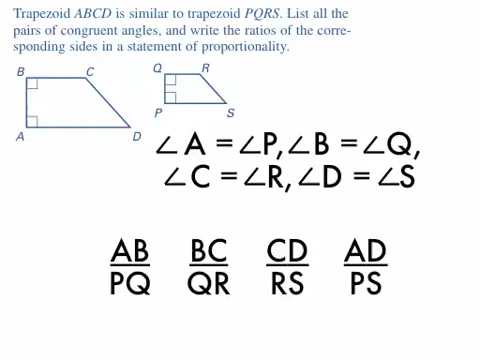 Trapezoid ABCD is similar to trapezoid PQRS. List all the
pairs of congruent angles, and write the ratios of the corre-
sponding sides in a statement of proportionality.
B C Q R
P S
A D
∠A = ∠P, ∠B = ∠Q,
∠C = ∠R, ∠D = ∠S
AB BC CD AD
PQ QR RS PS